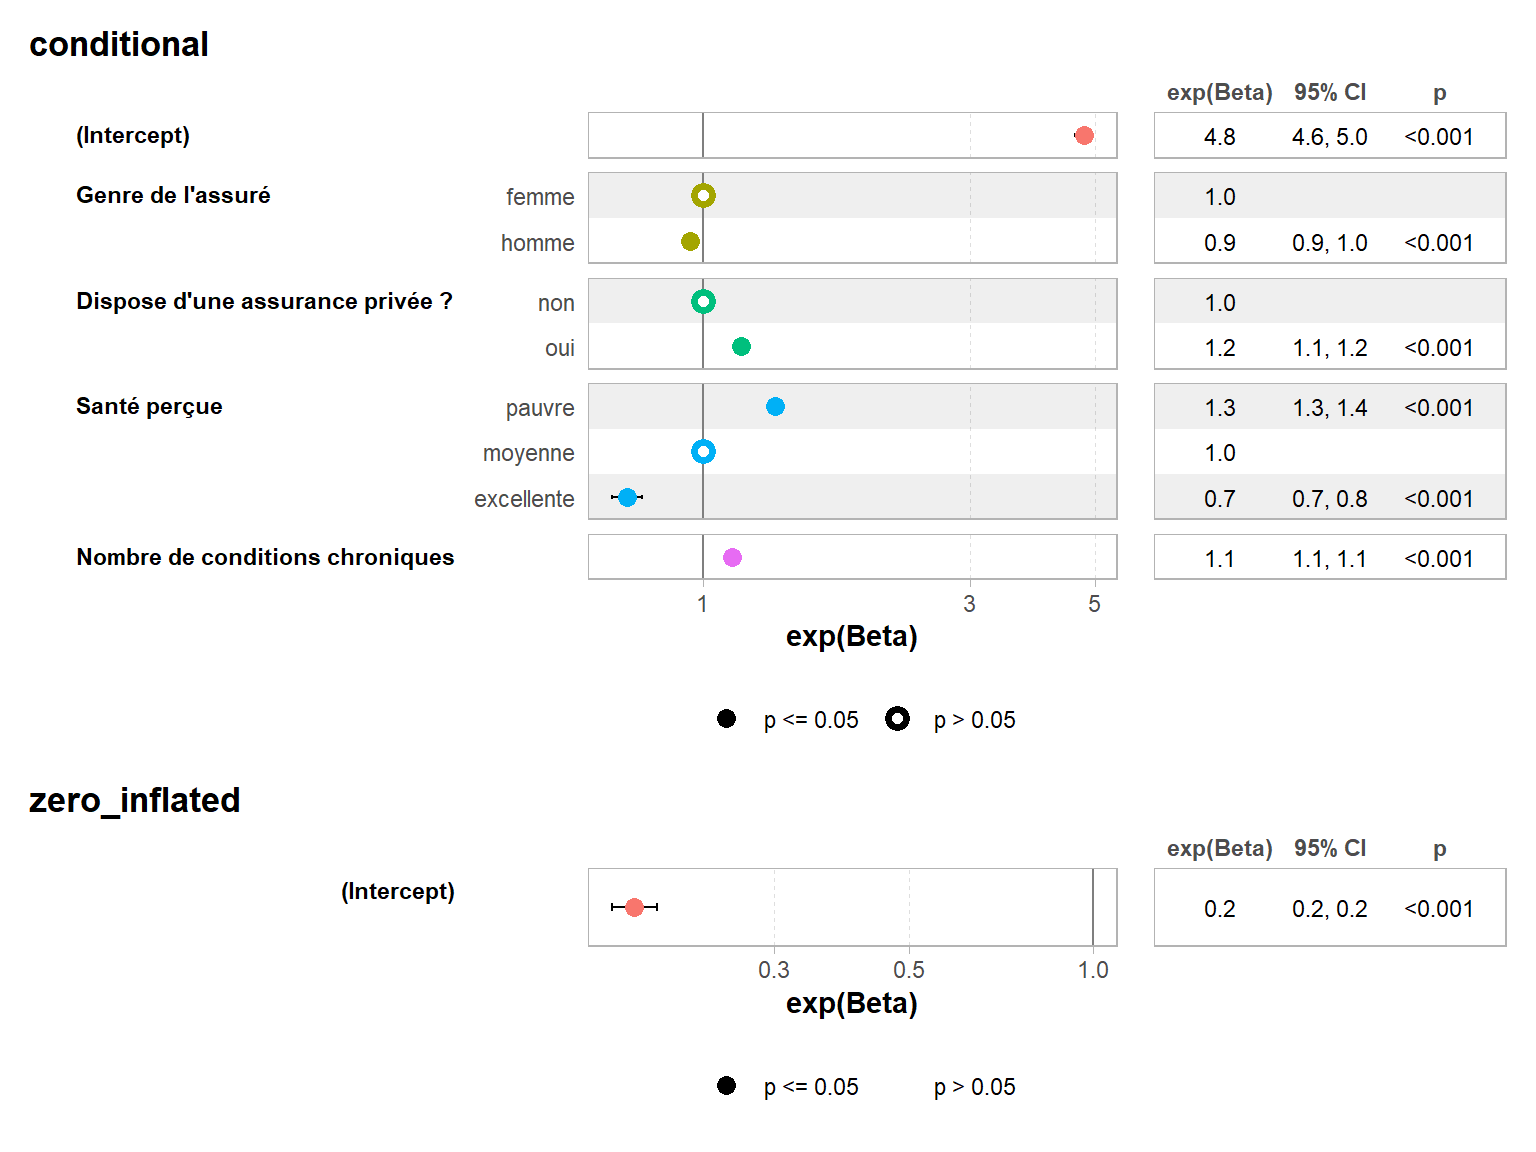 conditional
exp(Beta) 95% CI p
(Intercept) 4.8 4.6, 5.0 <0.001
Genre de l'assuré femme 1.0
homme 0.9 0.9, 1.0 <0.001
Dispose d'une assurance privée ? non 1.0
oui 1.2 1.1, 1.2 <0.001
Santé perçue pauvre 1.3 1.3, 1.4 <0.001
moyenne 1.0
excellente 0.7 0.7, 0.8 <0.001
Nombre de conditions chroniques 1.1 1.1, 1.1 <0.001
1 3 5
exp(Beta)
p <= 0.05 p > 0.05
zero_inflated
exp(Beta) 95% CI p
(Intercept) 0.2 0.2, 0.2 <0.001
0.3 0.5 1.0
exp(Beta)
p <= 0.05 p > 0.05